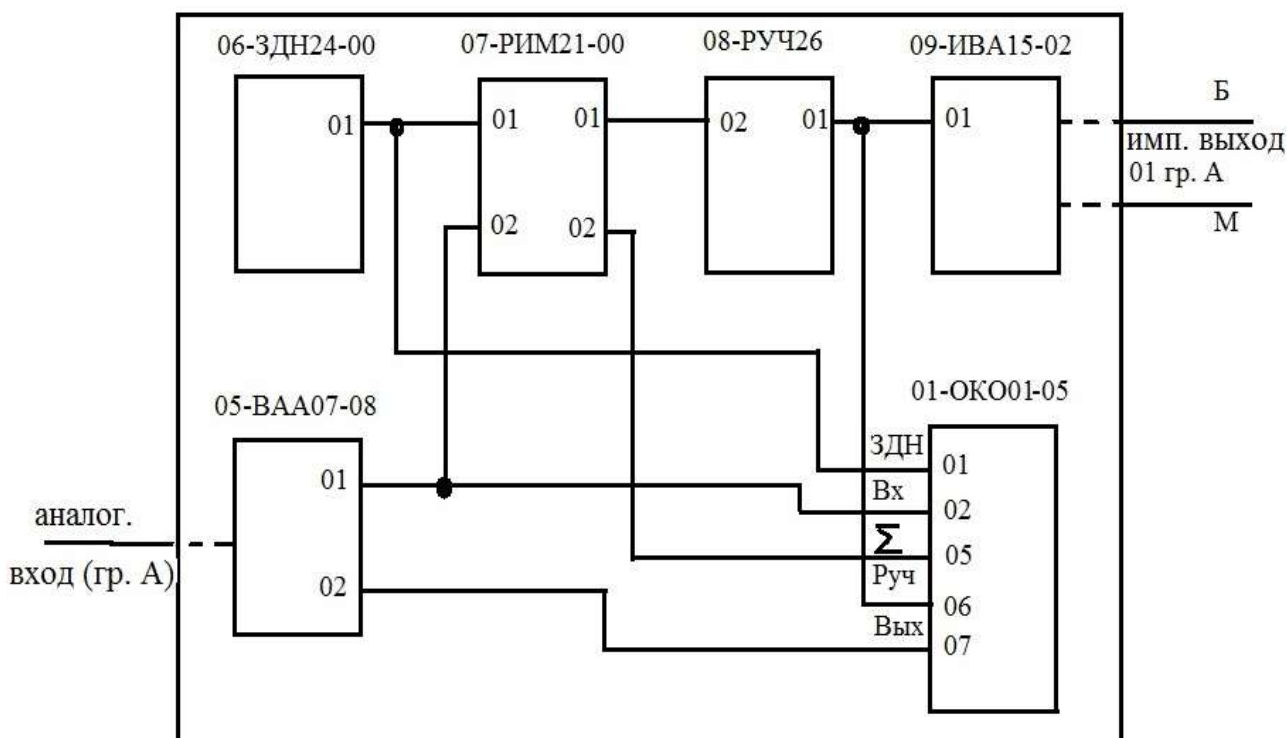 06-ЗДН24-00
07-РИМ21-00
08-РУЧ26
09-ИВА15-02
01
01
01
02
01
01
02
02
Б
имп. выход
01 гр. А
М
05-ВАА07-08
01
02
аналог.
вход (гр. А)
01-ОКО01-05
ЗДН
01
Вх
02
Σ
05
Руч
06
Вых
07